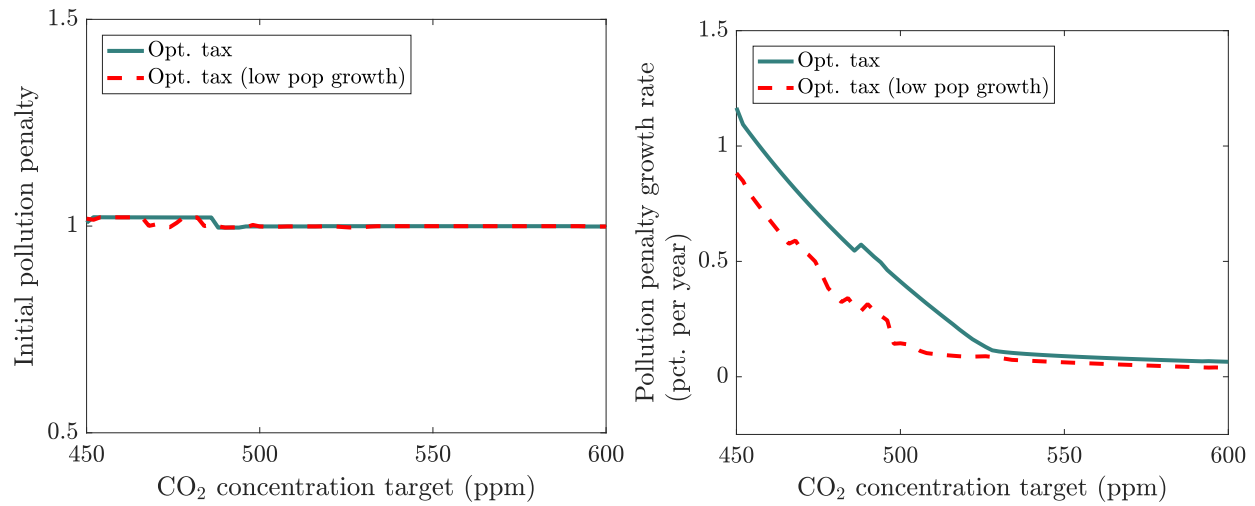 Initial pollution penalty
1.5
1
0.5
Opt. tax
Opt. tax (low pop growth)
450
500
550
600
CO₂ concentration target (ppm)
Pollution penalty growth rate
(pct. per year)
1.5
1
0.5
0
Opt. tax
Opt. tax (low pop growth)
450
500
550
600
CO₂ concentration target (ppm)